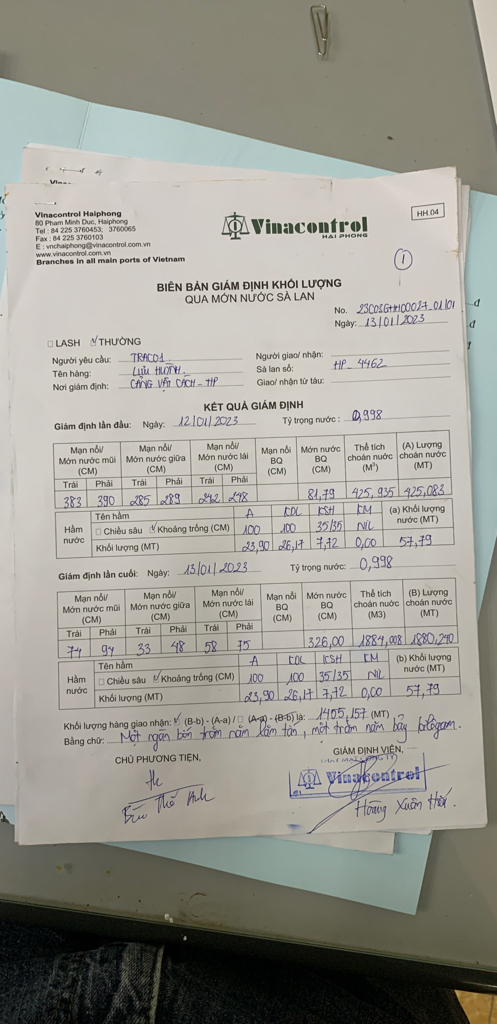 Vinacontrol Haiphong
80 Pham Minh Duc, Haiphong
Tel : 84 225 3760453; 3760065
Fax : 84 225 3760103
E : vnchaiphong@vinacontrol.com.vn
www.vinacontrol.com.vn
Branches in all main ports of Vietnam
Vinacontrol
HAI PHONG
HH.04
1
BIÊN BẢN GIÁM ĐỊNH KHỐI LƯỢNG
QUA MỚN NƯỚC SÀ LAN
No. 23C03GHH00027_01/01
Ngày: 13/01/2023
☐ LASH ☑ THƯỜNG
Người yêu cầu: TRACO1 Người giao/ nhận:
Tên hàng: LƯU HUỲNH Sà lan số: HP_4462
Nơi giám định: CẢNG VẬT CÁCH - HP Giao/ nhận từ tàu:
KẾT QUẢ GIÁM ĐỊNH
Giám định lần đầu: Ngày: 12/01/2023 Tỷ trọng nước : 0,998
Mạn nổi/ Mớn nước mũi (CM) Mạn nổi/ Mớn nước giữa (CM) Mạn nổi/ Mớn nước lái (CM) Mạn nổi BQ (CM) Mớn nước BQ (CM) Thể tích choán nước (M³) (A) Lượng choán nước (MT)
Trái Phải Trái Phải Trái Phải
383 390 285 289 242 248 81,79 425,935 425,083
Hầm nước Tên hầm A KĐL KSH KM (a) Khối lượng nước (MT)
☐ Chiều sâu ☑ Khoảng trống (CM) 100 100 35/35 NIL
Khối lượng (MT) 23,90 26,17 7,72 0,00 57,79
Giám định lần cuối: Ngày: 13/01/2023 Tỷ trọng nước: 0,998
Mạn nổi/ Mớn nước mũi (CM) Mạn nổi/ Mớn nước giữa (CM) Mạn nổi/ Mớn nước lái (CM) Mạn nổi BQ (CM) Mớn nước BQ (CM) Thể tích choán nước (M3) (B) Lượng choán nước (MT)
Trái Phải Trái Phải Trái Phải
74 94 33 48 58 75 326,00 1884,008 1880,240
Hầm nước Tên hầm A KĐL KSH KM (b) Khối lượng nước (MT)
☐ Chiều sâu ☑ Khoảng trống (CM) 100 100 35/35 NIL
Khối lượng (MT) 23,90 26,17 7,72 0,00 57,79
Khối lượng hàng giao nhận: ☑ (B-b) - (A-a) / ☐ (A-a) - (B-b) là: 1455,157 (MT)
Bằng chữ: Một ngàn bốn trăm năm lăm tấn, một trăm năm bảy kilôgam.
CHỦ PHƯƠNG TIỆN, GIÁM ĐỊNH VIÊN,
Vinacontrol
Hoàng Xuân